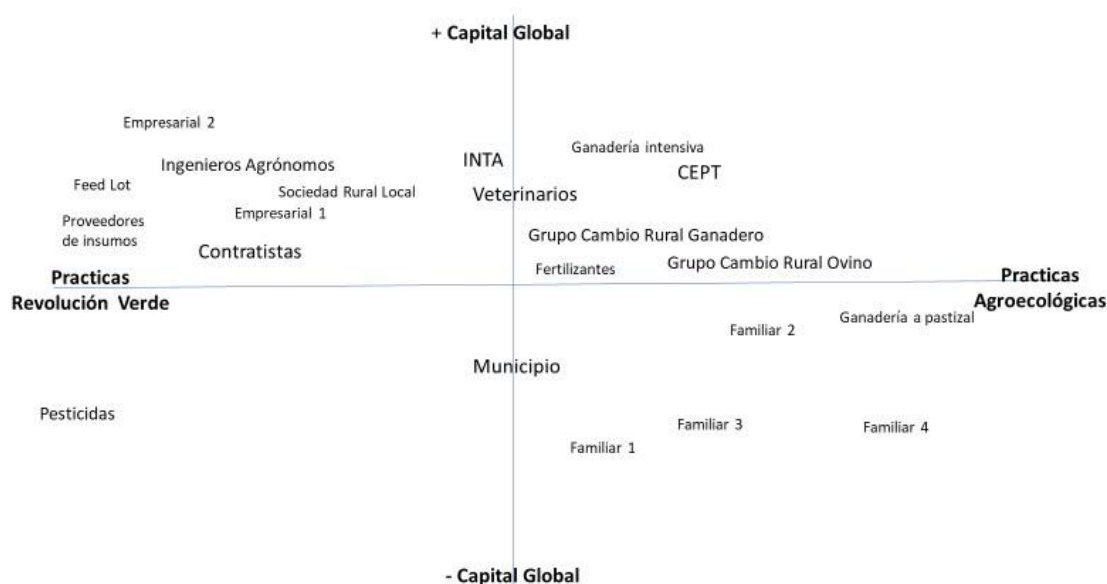 + Capital Global
Empresarial 2
Ganadería intensiva
INTA
Ingenieros Agrónomos
CEPT
Feed Lot
Sociedad Rural Local
Veterinarios
Empresarial 1
Proveedores
de insumos
Grupo Cambio Rural Ganadero
Contratistas
Grupo Cambio Rural Ovino
Fertilizantes
Practicas
Revolución Verde
Practicas
Agroecológicas
Ganadería a pastizal
Familiar 2
Municipio
Pesticidas
Familiar 3
Familiar 4
Familiar 1
- Capital Global